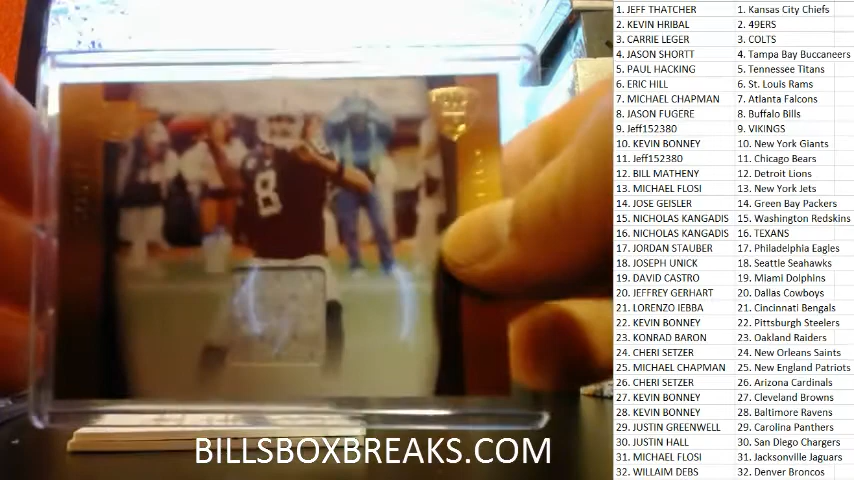 1. JEFF THATCHER 1. Kansas City Chiefs
2. KEVIN HRIBAL 2. 49ERS
3. CARRIE LEGER 3. COLTS
4. JASON SHORTT 4. Tampa Bay Buccaneers
5. PAUL HACKING 5. Tennessee Titans
6. ERIC HILL 6. St. Louis Rams
7. MICHAEL CHAPMAN 7. Atlanta Falcons
8. JASON FUGERE 8. Buffalo Bills
9. Jeff152380 9. VIKINGS
10. KEVIN BONNEY 10. New York Giants
11. Jeff152380 11. Chicago Bears
12. BILL MATHENY 12. Detroit Lions
13. MICHAEL FLOSI 13. New York Jets
14. JOSE GEISLER 14. Green Bay Packers
15. NICHOLAS KANGADIS 15. Washington Redskins
16. NICHOLAS KANGADIS 16. TEXANS
17. JORDAN STAUBER 17. Philadelphia Eagles
18. JOSEPH UNICK 18. Seattle Seahawks
19. DAVID CASTRO 19. Miami Dolphins
20. JEFFREY GERHART 20. Dallas Cowboys
21. LORENZO IEBBA 21. Cincinnati Bengals
22. KEVIN BONNEY 22. Pittsburgh Steelers
23. KONRAD BARON 23. Oakland Raiders
24. CHERI SETZER 24. New Orleans Saints
25. MICHAEL CHAPMAN 25. New England Patriots
26. CHERI SETZER 26. Arizona Cardinals
27. KEVIN BONNEY 27. Cleveland Browns
28. KEVIN BONNEY 28. Baltimore Ravens
29. JUSTIN GREENWELL 29. Carolina Panthers
30. JUSTIN HALL 30. San Diego Chargers
31. MICHAEL FLOSI 31. Jacksonville Jaguars
32. WILLAIM DEBS 32. Denver Broncos
8
BILLSBOXBREAKS.COM